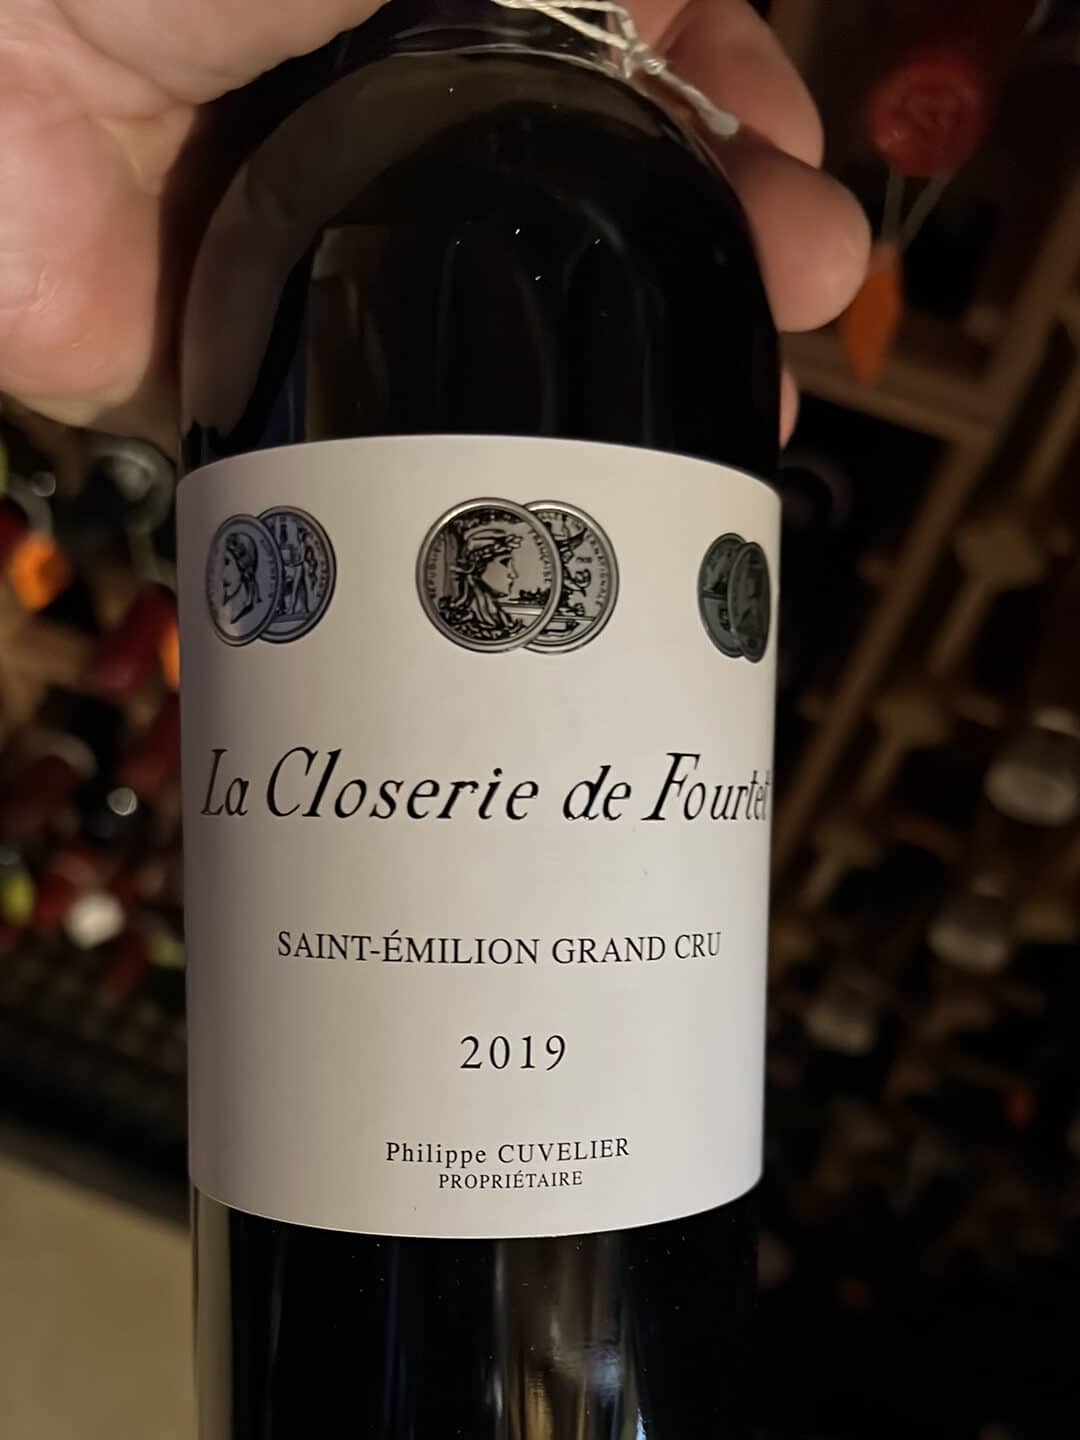 La Closerie de Fourtet
SAINT-ÉMILION GRAND CRU
2019
Philippe CUVELIER
PROPRIÉTAIRE